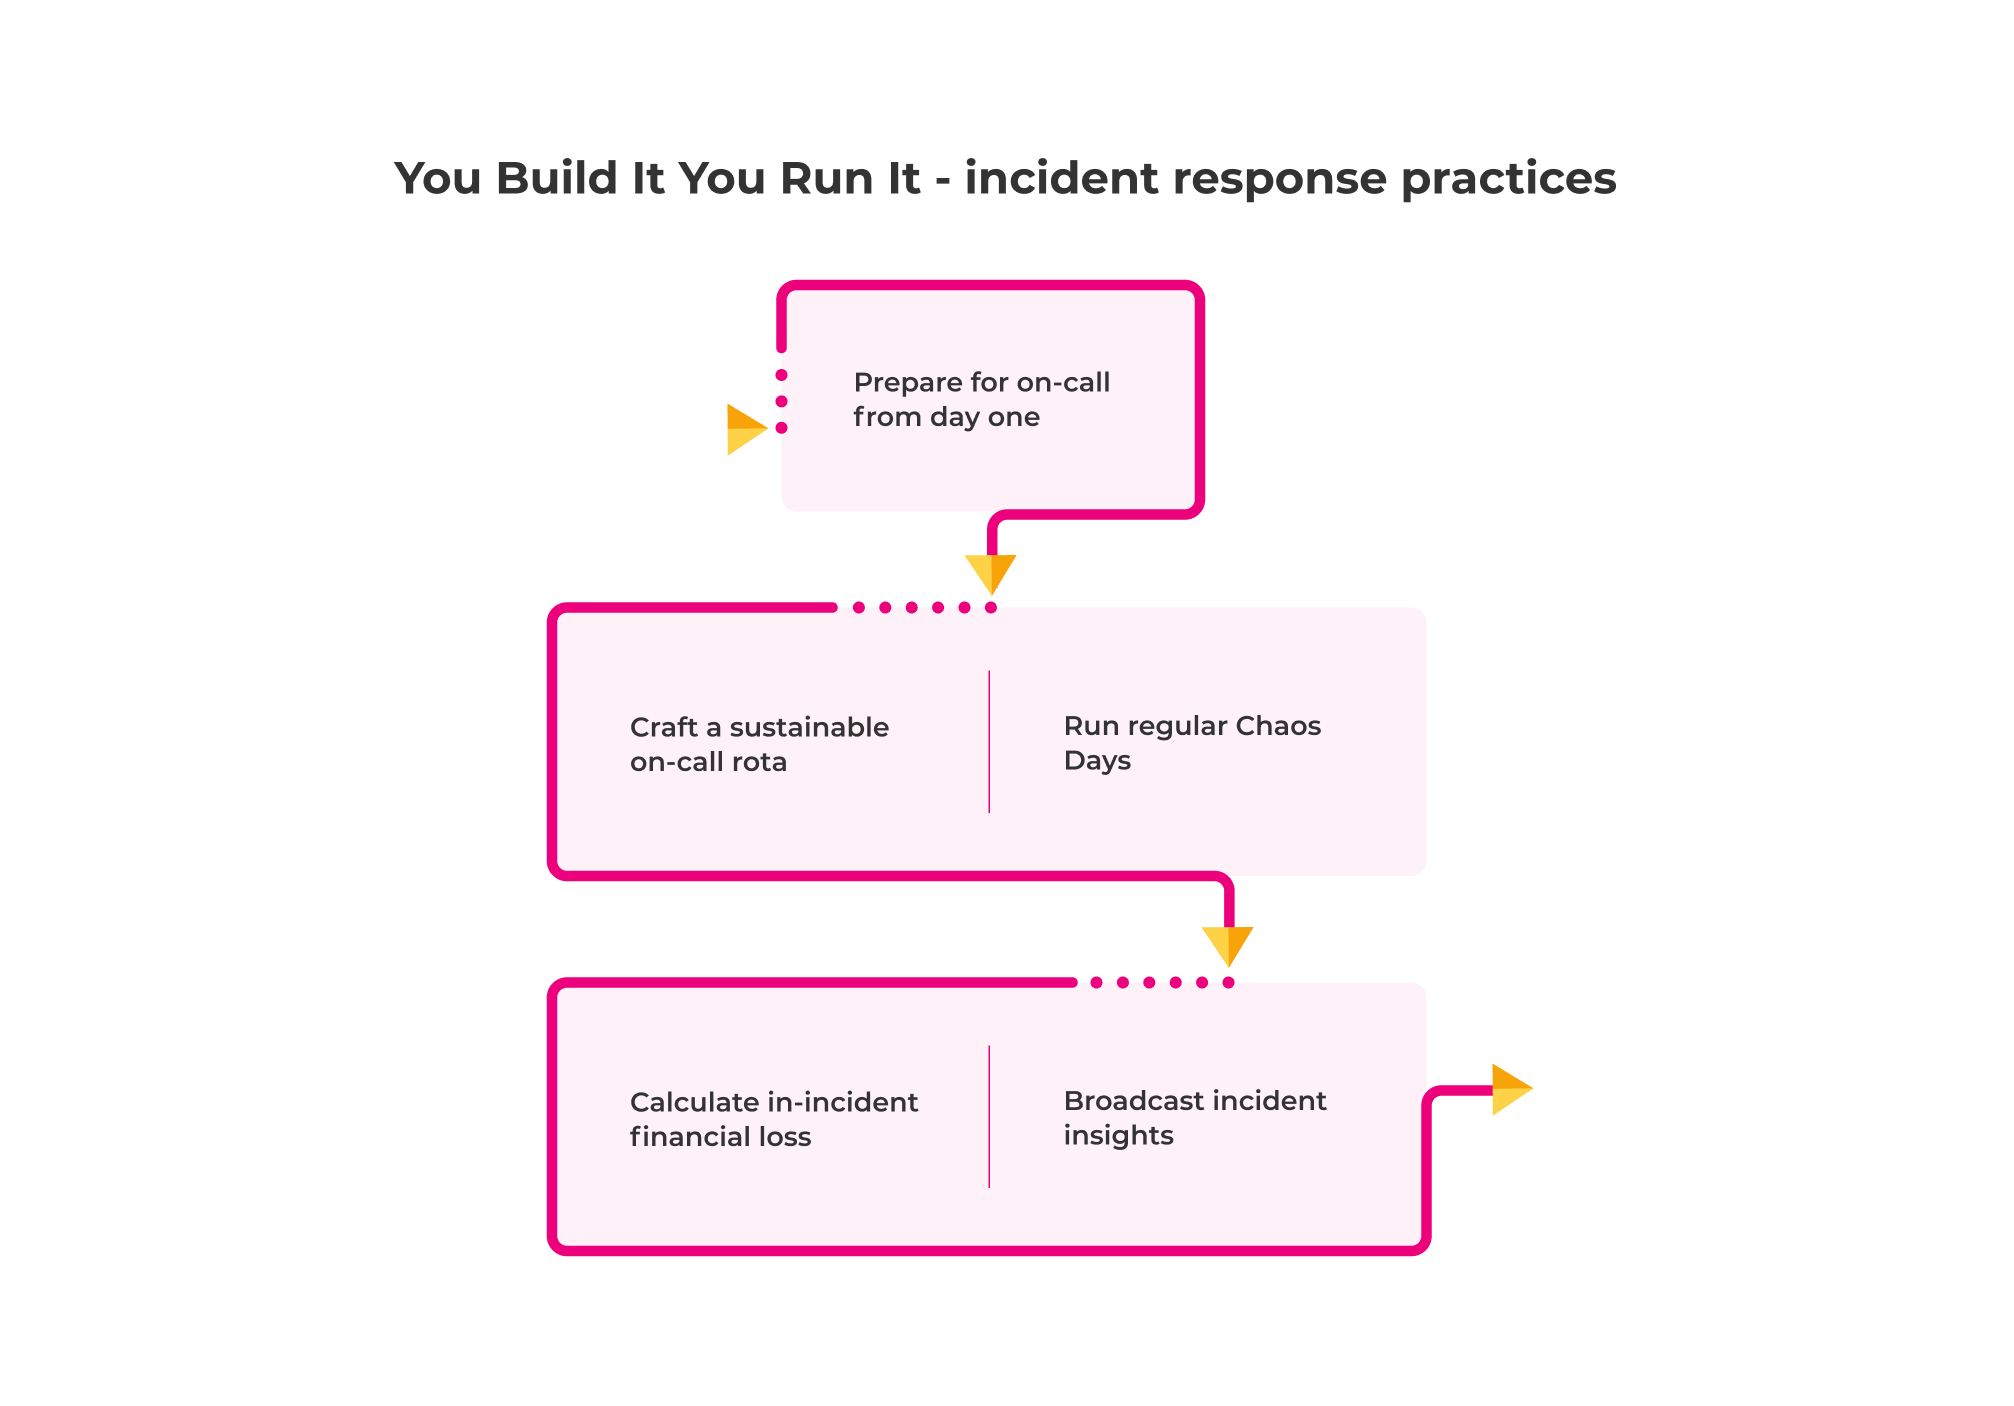 You Build It You Run It - incident response practices
Prepare for on-call
from day one
Craft a sustainable
on-call rota
Run regular Chaos
Days
Calculate in-incident
financial loss
Broadcast incident
insights